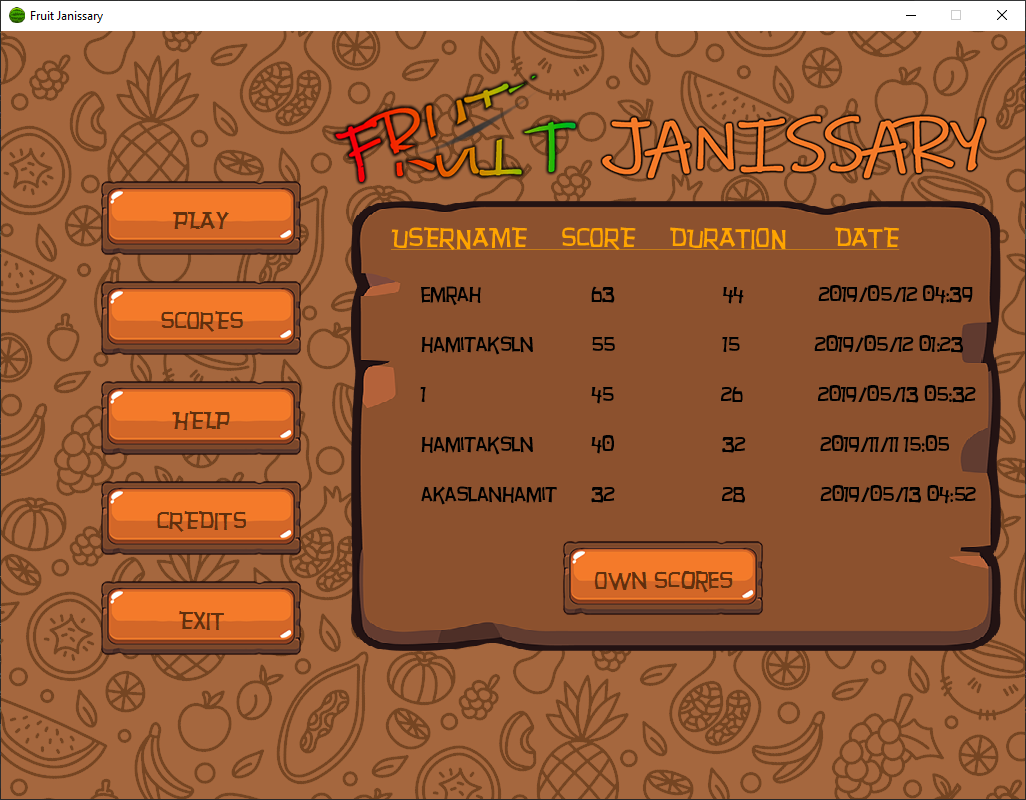 Fruit Janissary
FRUIT JANISSARY
PLAY
SCORES
HELP
CREDITS
EXIT
USERNAME SCORE DURATION DATE
EMRAH 63 44 2019/05/12 04:39
HAMITAKSLN 55 15 2019/05/12 01:23
1 45 26 2019/05/13 05:32
HAMITAKSLN 40 32 2019/11/11 15:05
AKASLANHAMIT 32 28 2019/05/13 04:52
OWN SCORES